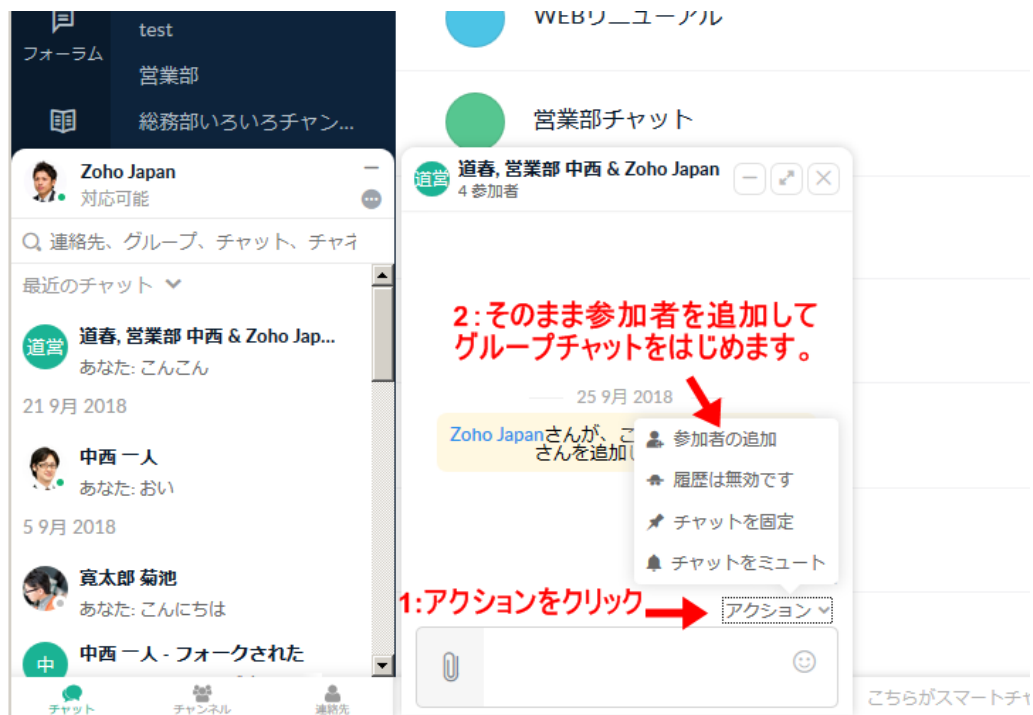 フォーラム
test
営業部
総務部いろいろチャン...
WEBリニューアル
営業部チャット
Zoho Japan
対応可能
連絡先、グループ、チャット、チャネ
最近のチャット
道営
道春, 営業部 中西 & Zoho Jap...
あなた: こんこん
21 9月 2018
中西 一人
あなた: おい
5 9月 2018
寛太郎 菊池
あなた: こんにちは
中
中西 一人 - フォークされた
チャット
チャンネル
連絡先
道営
道春, 営業部 中西 & Zoho Japan
4 参加者
2:そのまま参加者を追加して
グループチャットをはじめます。
25 9月 2018
Zoho Japanさんが、こ
さんを追加し
参加者の追加
履歴は無効です
チャットを固定
チャットをミュート
1:アクションをクリック
アクション
こちらがスマートチャ